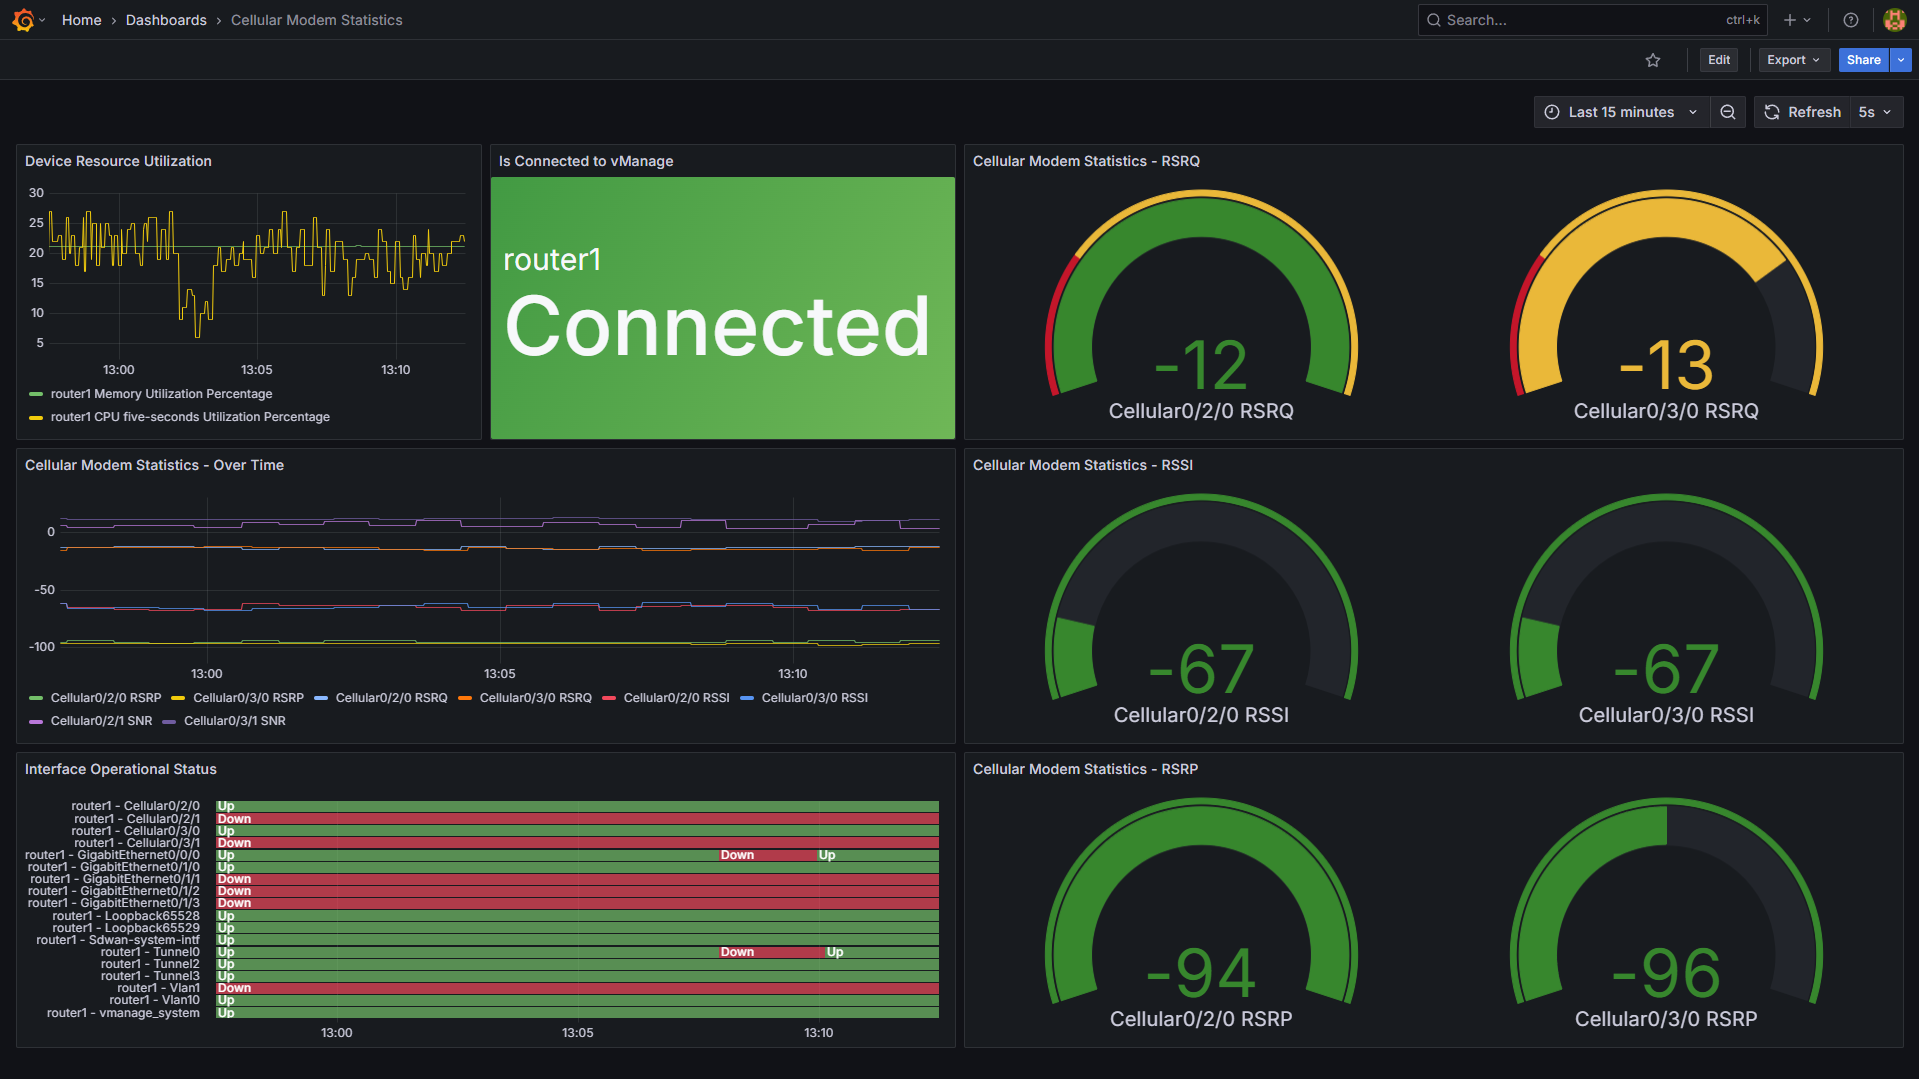 Home › Dashboards › Cellular Modem Statistics
Search... ctrl+k
Edit Export Share
Last 15 minutes Refresh 5s
Device Resource Utilization
30
25
20
15
10
5
13:00 13:05 13:10
router1 Memory Utilization Percentage
router1 CPU five-seconds Utilization Percentage
Is Connected to vManage
router1
Connected
Cellular Modem Statistics - RSRQ
-12 -13
Cellular0/2/0 RSRQ Cellular0/3/0 RSRQ
Cellular Modem Statistics - Over Time
0
-50
-100
13:00 13:05 13:10
Cellular0/2/0 RSRP Cellular0/3/0 RSRP Cellular0/2/0 RSRQ Cellular0/3/0 RSRQ Cellular0/2/0 RSSI Cellular0/3/0 RSSI
Cellular0/2/1 SNR Cellular0/3/1 SNR
Cellular Modem Statistics - RSSI
-67 -67
Cellular0/2/0 RSSI Cellular0/3/0 RSSI
Interface Operational Status
router1 - Cellular0/2/0 Up
router1 - Cellular0/2/1 Down
router1 - Cellular0/3/0 Up
router1 - Cellular0/3/1 Down
router1 - GigabitEthernet0/0/0 Up Down Up
router1 - GigabitEthernet0/1/0 Up
router1 - GigabitEthernet0/1/1 Down
router1 - GigabitEthernet0/1/2 Down
router1 - GigabitEthernet0/1/3 Down
router1 - Loopback65528 Up
router1 - Loopback65529 Up
router1 - Sdwan-system-intf Up
router1 - Tunnel0 Up Down Up
router1 - Tunnel2 Up
router1 - Tunnel3 Up
router1 - Vlan1 Down
router1 - Vlan10 Up
router1 - vmanage_system Up
13:00 13:05 13:10
Cellular Modem Statistics - RSRP
-94 -96
Cellular0/2/0 RSRP Cellular0/3/0 RSRP